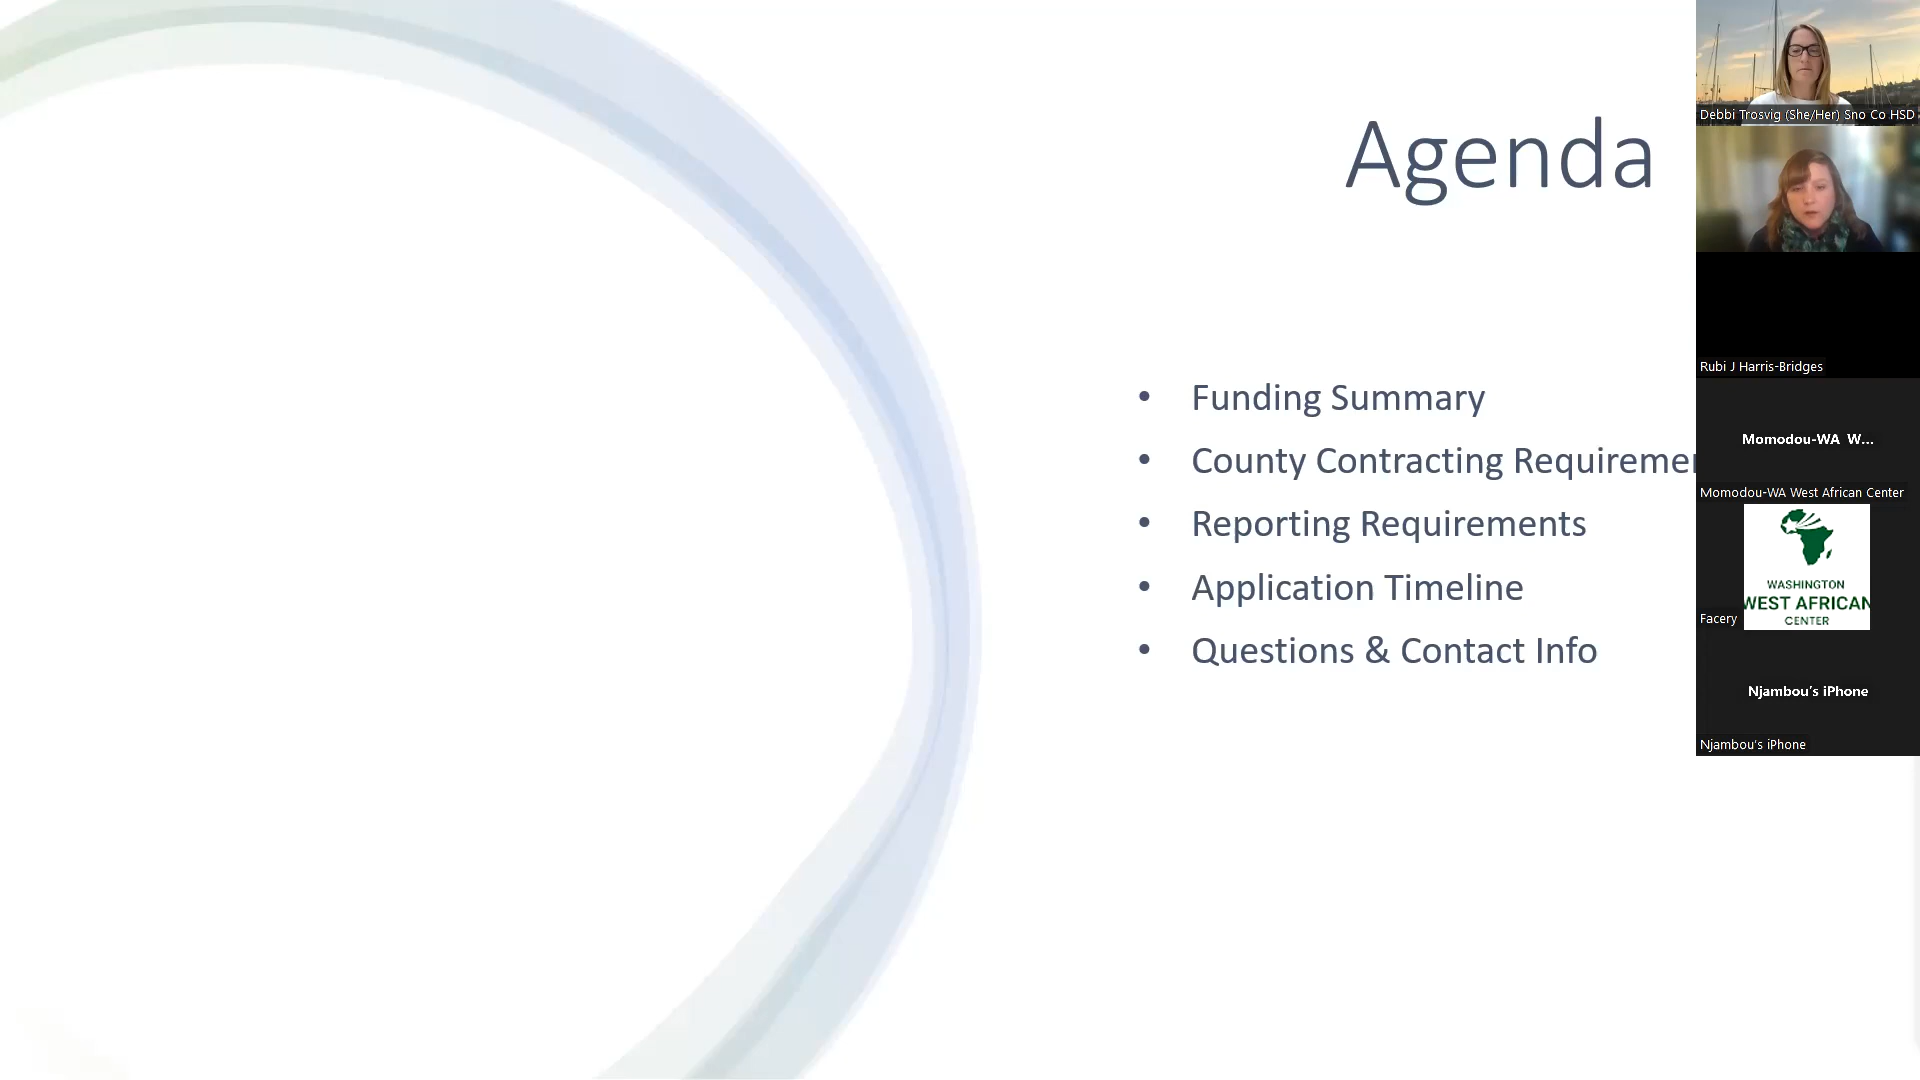 Agenda
• Funding Summary
• County Contracting Requiremen
• Reporting Requirements
• Application Timeline
• Questions & Contact Info
Debbi Trosvig (She/Her) Sno Co HSD
Rubi J Harris-Bridges
Momodou-WA W...
Momodou-WA West African Center
WASHINGTON
WEST AFRICAN
CENTER
Facery
Njambou's iPhone
Njambou's iPhone